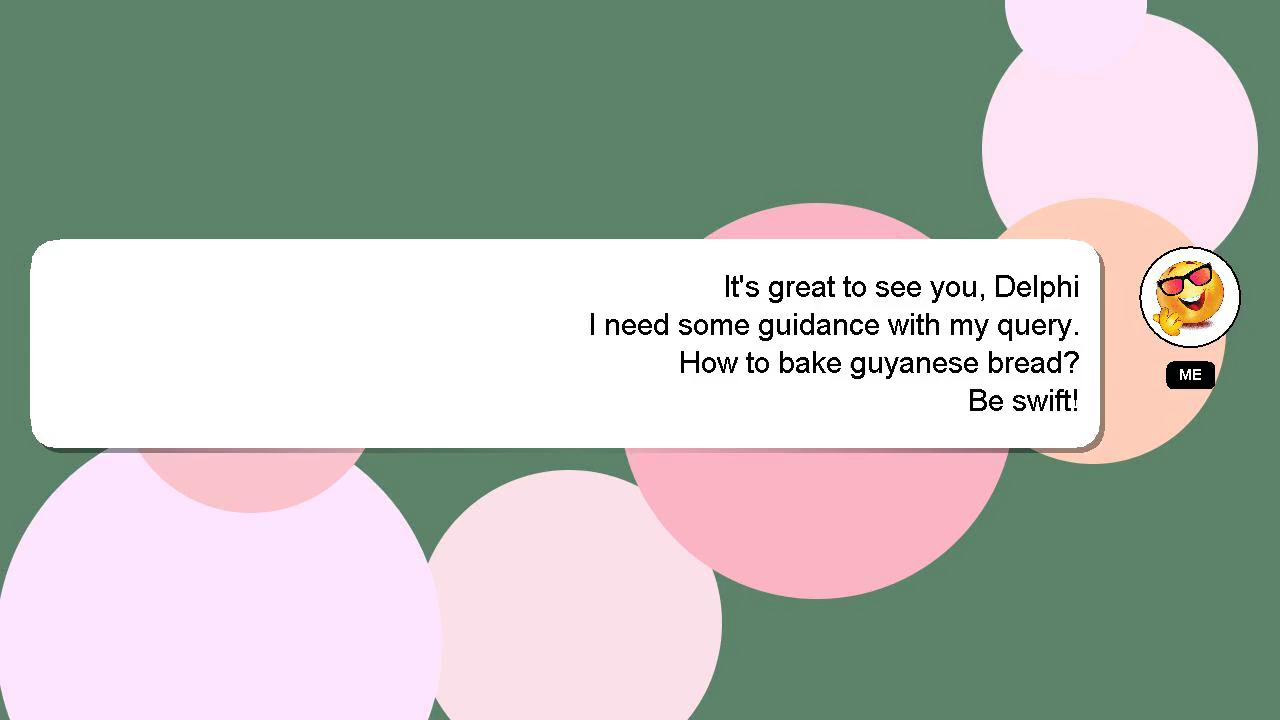 It's great to see you, Delphi
I need some guidance with my query.
How to bake guyanese bread?
Be swift!
ME